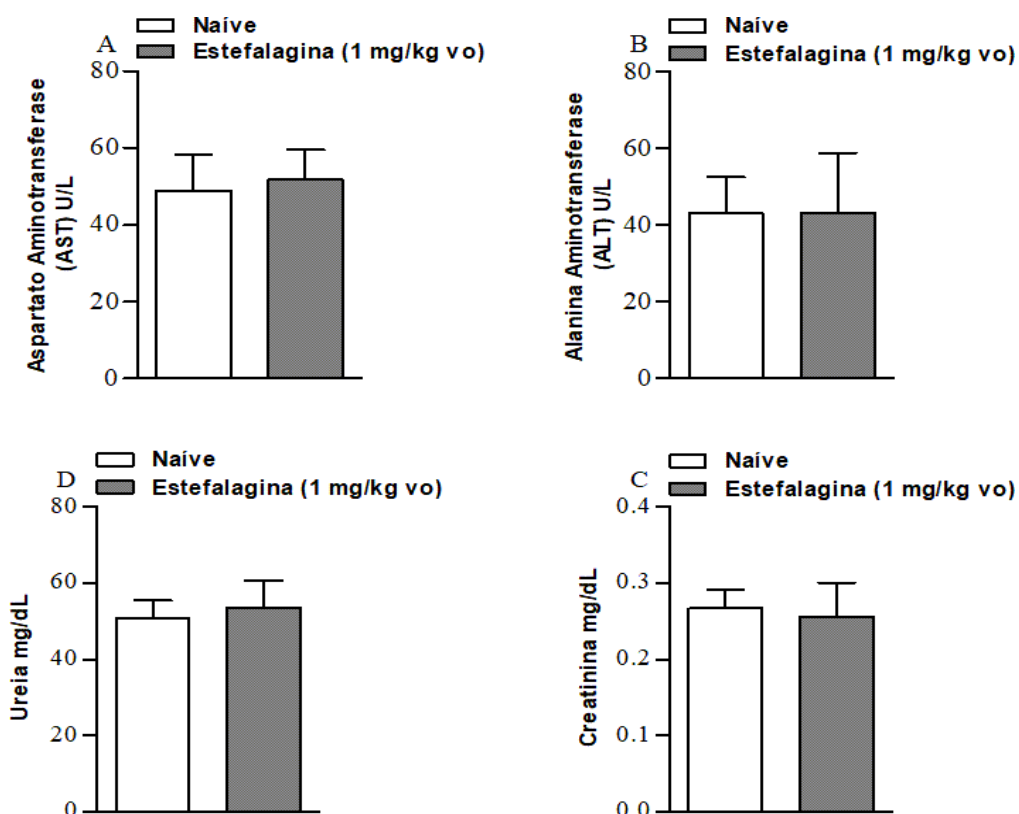 A
Naíve
Estefalagina (1 mg/kg vo)
Aspartato Aminotransferase
(AST) U/L
80
60
40
20
0
B
Naíve
Estefalagina (1 mg/kg vo)
Alanina Aminotransferase
(ALT) U/L
80
60
40
20
0
D
Naíve
Estefalagina (1 mg/kg vo)
Ureia mg/dL
80
60
40
20
0
C
Naíve
Estefalagina (1 mg/kg vo)
Creatinina mg/dL
0.4
0.3
0.2
0.1
0.0